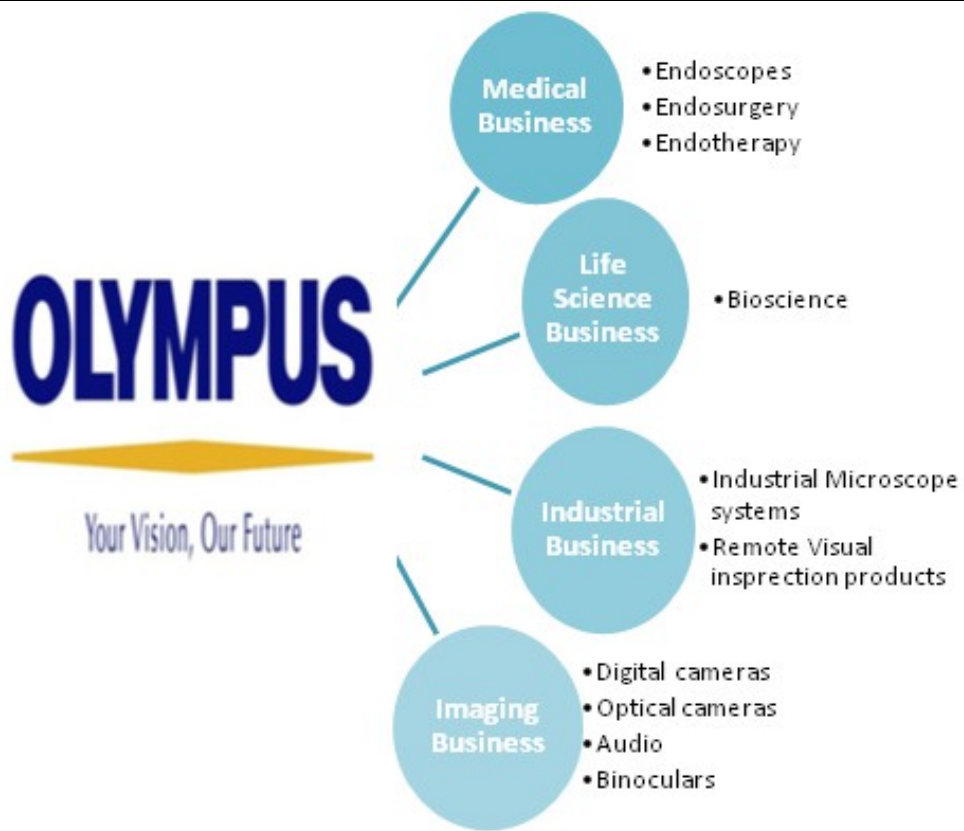 OLYMPUS
Your Vision, Our Future
Medical
Business
•Endoscopes
•Endosurgery
•Endotherapy
Life
Science
Business
•Bioscience
Industrial
Business
•Industrial Microscope
systems
•Remote Visual
insprection products
Imaging
Business
•Digital cameras
•Optical cameras
•Audio
•Binoculars